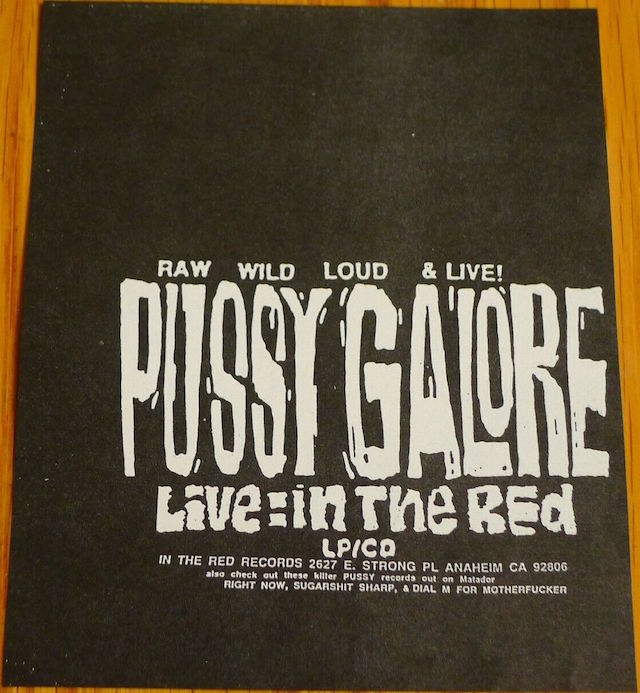 RAW WILD LOUD & LIVE!
PUSSY GALORE
Live:in The Red
LP/CD
IN THE RED RECORDS 2627 E. STRONG PL ANAHEIM CA 92806
also check out these killer PUSSY records out on Matador
RIGHT NOW, SUGARSHIT SHARP, & DIAL M FOR MOTHERFUCKER